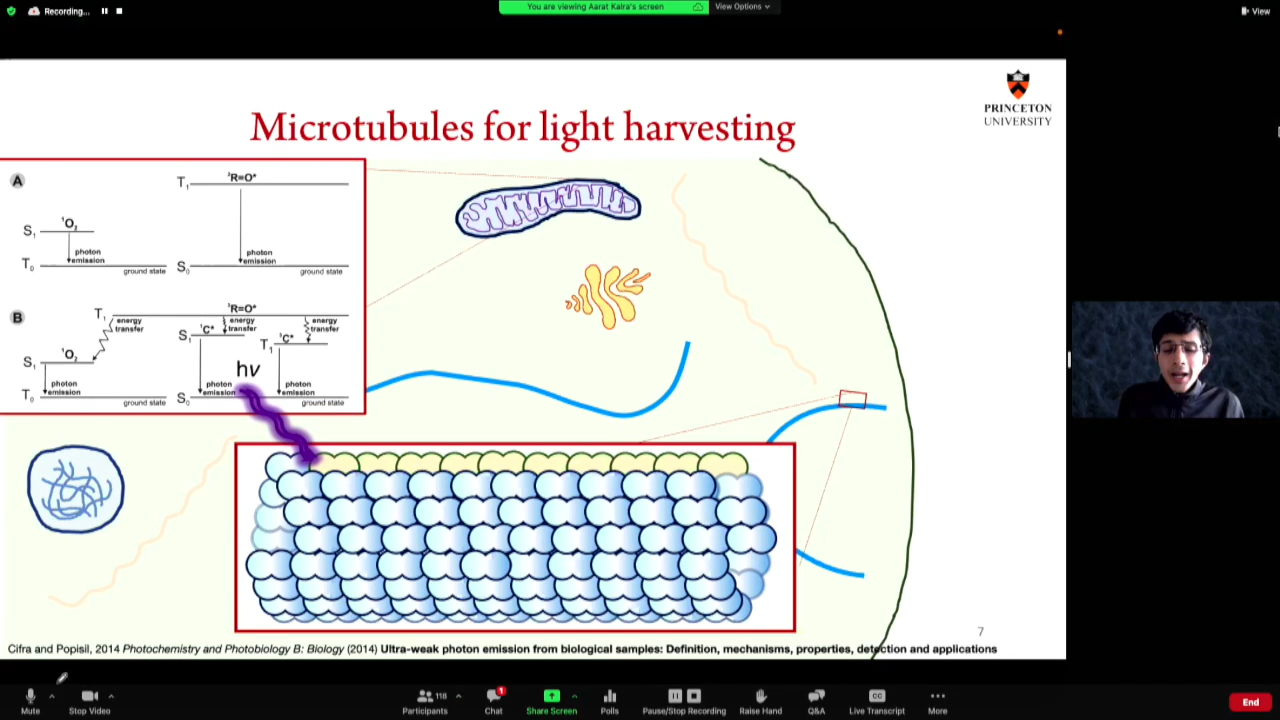 Recording...
You are viewing Aarat Kalra's screen
View Options
View
PRINCETON
UNIVERSITY
Microtubules for light harvesting
A
T1
³R=O*
S1
¹O2
photon
emission
photon
emission
T0
ground state
S0
ground state
B
T1
³R=O*
energy
transfer
energy
transfer
energy
transfer
S1
¹C*
T1
³C*
S1
¹O2
hv
photon
emission
photon
emission
photon
emission
T0
ground state
S0
ground state
7
Cifra and Popisil, 2014 Photochemistry and Photobiology B: Biology (2014) Ultra-weak photon emission from biological samples: Definition, mechanisms, properties, detection and applications
118
1
CC
Mute
Stop Video
Participants
Chat
Share Screen
Polls
Pause/Stop Recording
Raise Hand
Q&A
Live Transcript
More
End